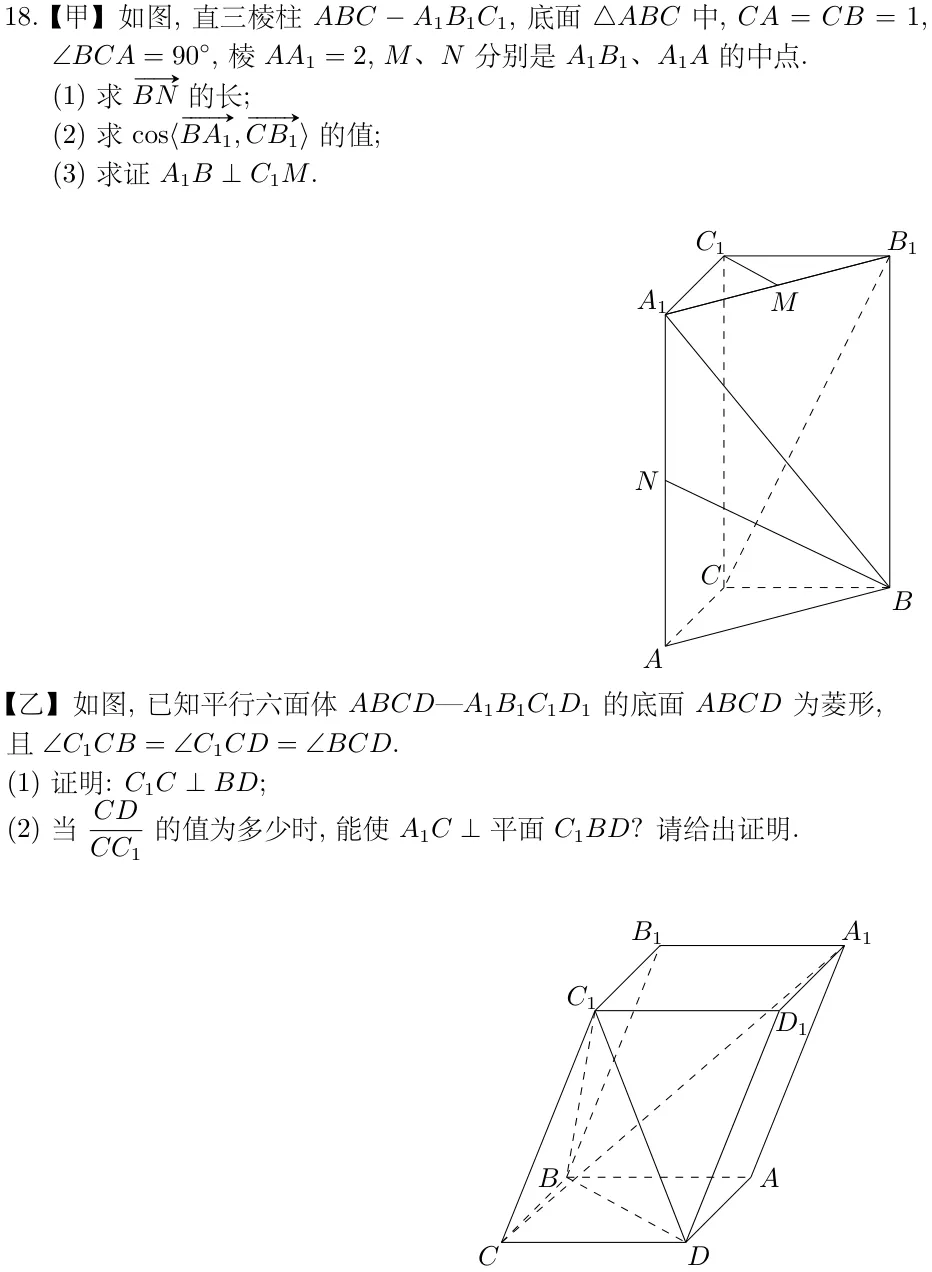 18.【甲】如图, 直三棱柱 ABC − A₁B₁C₁, 底面 △ABC 中, CA = CB = 1,
∠BCA = 90°, 棱 AA₁ = 2, M、N 分别是 A₁B₁、A₁A 的中点.
(1) 求 \overrightarrow{BN} 的长;
(2) 求 cos⟨\overrightarrow{BA₁}, \overrightarrow{CB₁}⟩ 的值;
(3) 求证 A₁B ⊥ C₁M.
C₁
B₁
A₁
M
N
C
B
A
【乙】如图, 已知平行六面体 ABCD—A₁B₁C₁D₁ 的底面 ABCD 为菱形,
且 ∠C₁CB = ∠C₁CD = ∠BCD.
(1) 证明: C₁C ⊥ BD;
(2) 当 \frac{CD}{CC₁} 的值为多少时, 能使 A₁C ⊥ 平面 C₁BD? 请给出证明.
B₁
A₁
C₁
D₁
B
A
C
D